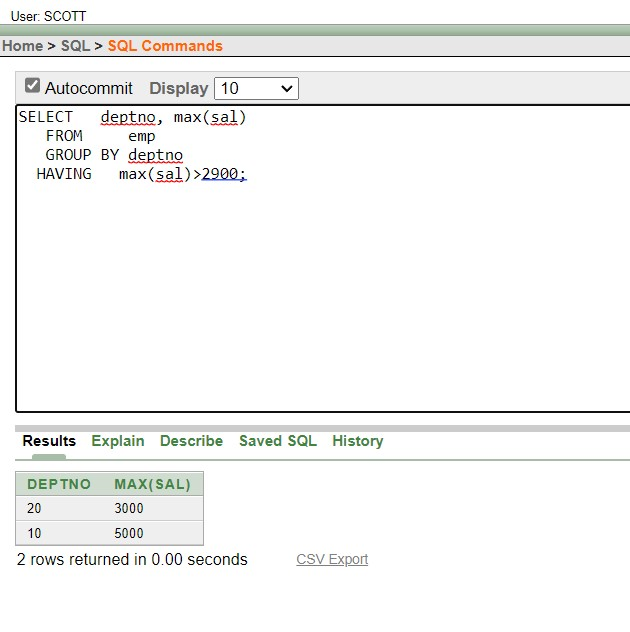 User: SCOTT
Home > SQL > SQL Commands
Autocommit Display 10
SELECT deptno, max(sal)
FROM emp
GROUP BY deptno
HAVING max(sal)>2900;
Results Explain Describe Saved SQL History
DEPTNO MAX(SAL)
20 3000
10 5000
2 rows returned in 0.00 seconds CSV Export